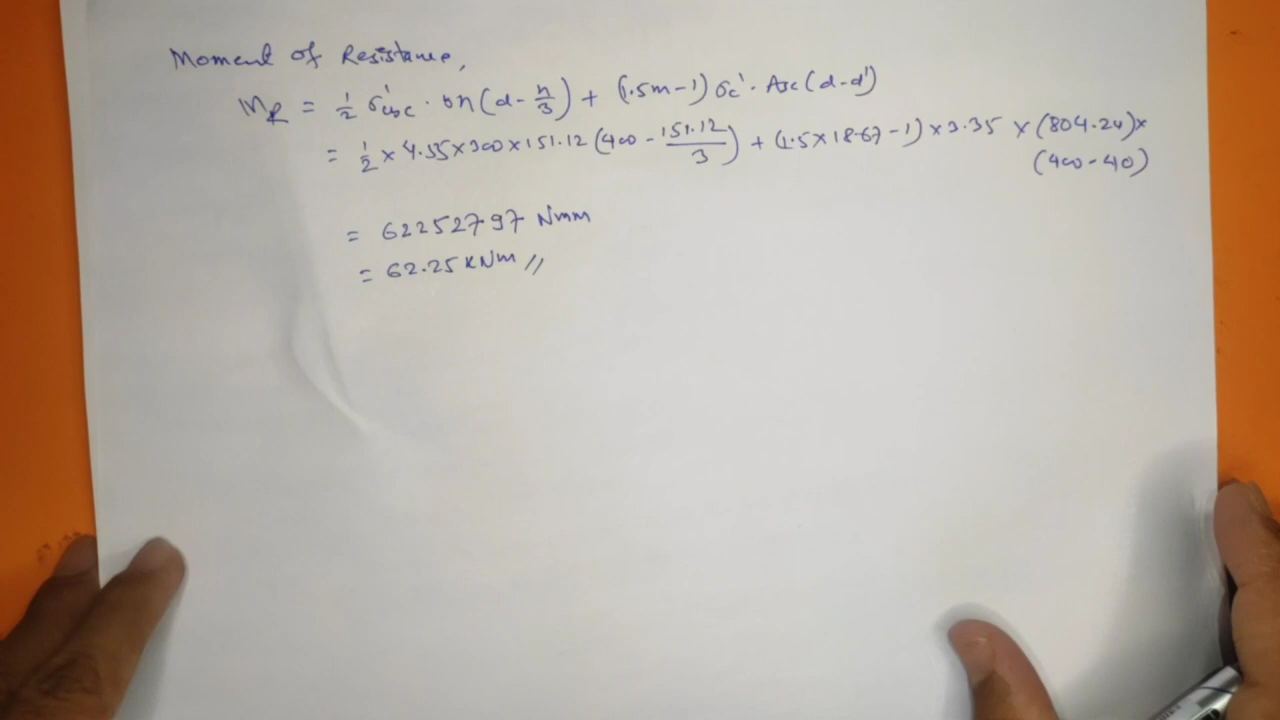 Moment of Resistance,
MR = 1/2 σ'cbc · bn (d - n/3) + (1.5m - 1) σc' · Asc (d - d')
= 1/2 × 4.55 × 300 × 151.12 (400 - 151.12/3) + (1.5 × 18.67 - 1) × 3.35 × (804.24) ×
(400 - 40)
= 62252797 Nmm
= 62.25 KNm //